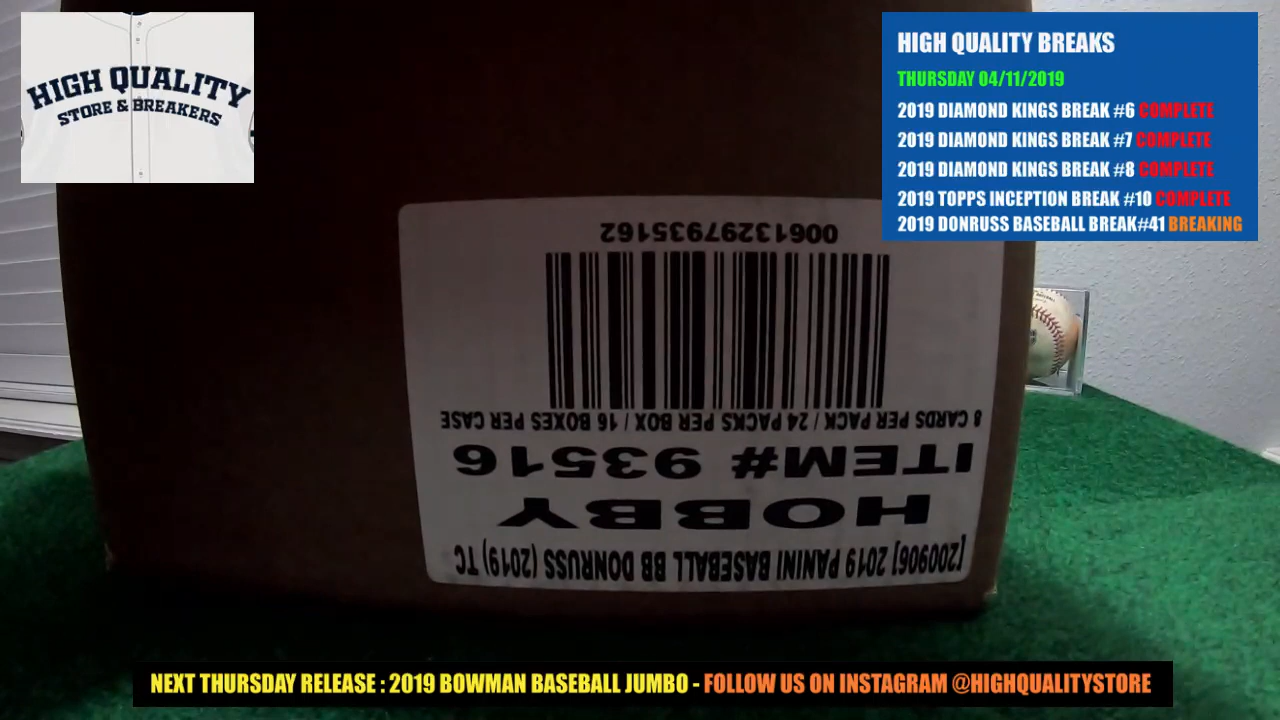 HIGH QUALITY
STORE & BREAKERS
HIGH QUALITY BREAKS
THURSDAY 04/11/2019
2019 DIAMOND KINGS BREAK #6 COMPLETE
2019 DIAMOND KINGS BREAK #7 COMPLETE
2019 DIAMOND KINGS BREAK #8 COMPLETE
2019 TOPPS INCEPTION BREAK #10 COMPLETE
2019 DONRUSS BASEBALL BREAK#41 BREAKING
[200906] 2019 PANINI BASEBALL BB DONRUSS (2019) TC
HOBBY
ITEM# 93516
8 CARDS PER PACK / 24 PACKS PER BOX / 16 BOXES PER CASE
00613297935162
NEXT THURSDAY RELEASE : 2019 BOWMAN BASEBALL JUMBO - FOLLOW US ON INSTAGRAM @HIGHQUALITYSTORE